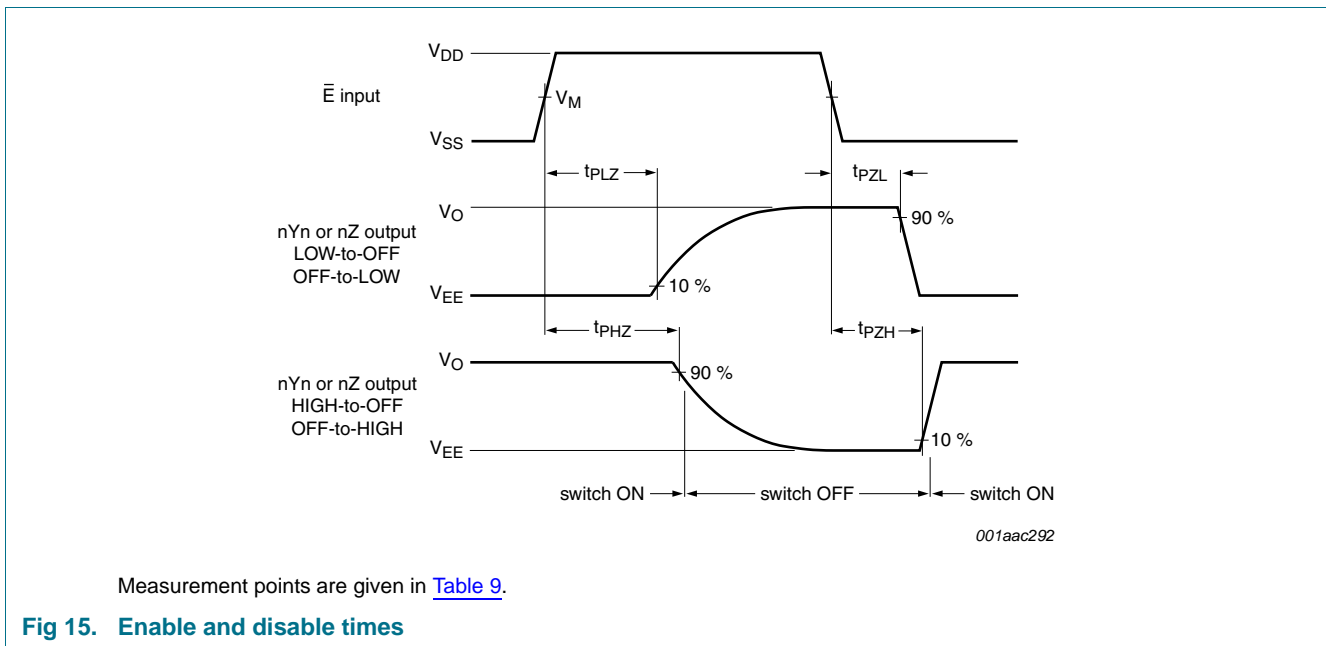 V_DD
Ē input
V_M
V_SS
t_PLZ
t_PZL
V_O
90 %
nYn or nZ output
LOW-to-OFF
OFF-to-LOW
10 %
V_EE
t_PHZ
t_PZH
V_O
90 %
nYn or nZ output
HIGH-to-OFF
OFF-to-HIGH
10 %
V_EE
switch ON
switch OFF
switch ON
001aac292
Measurement points are given in Table 9.
Fig 15. Enable and disable times